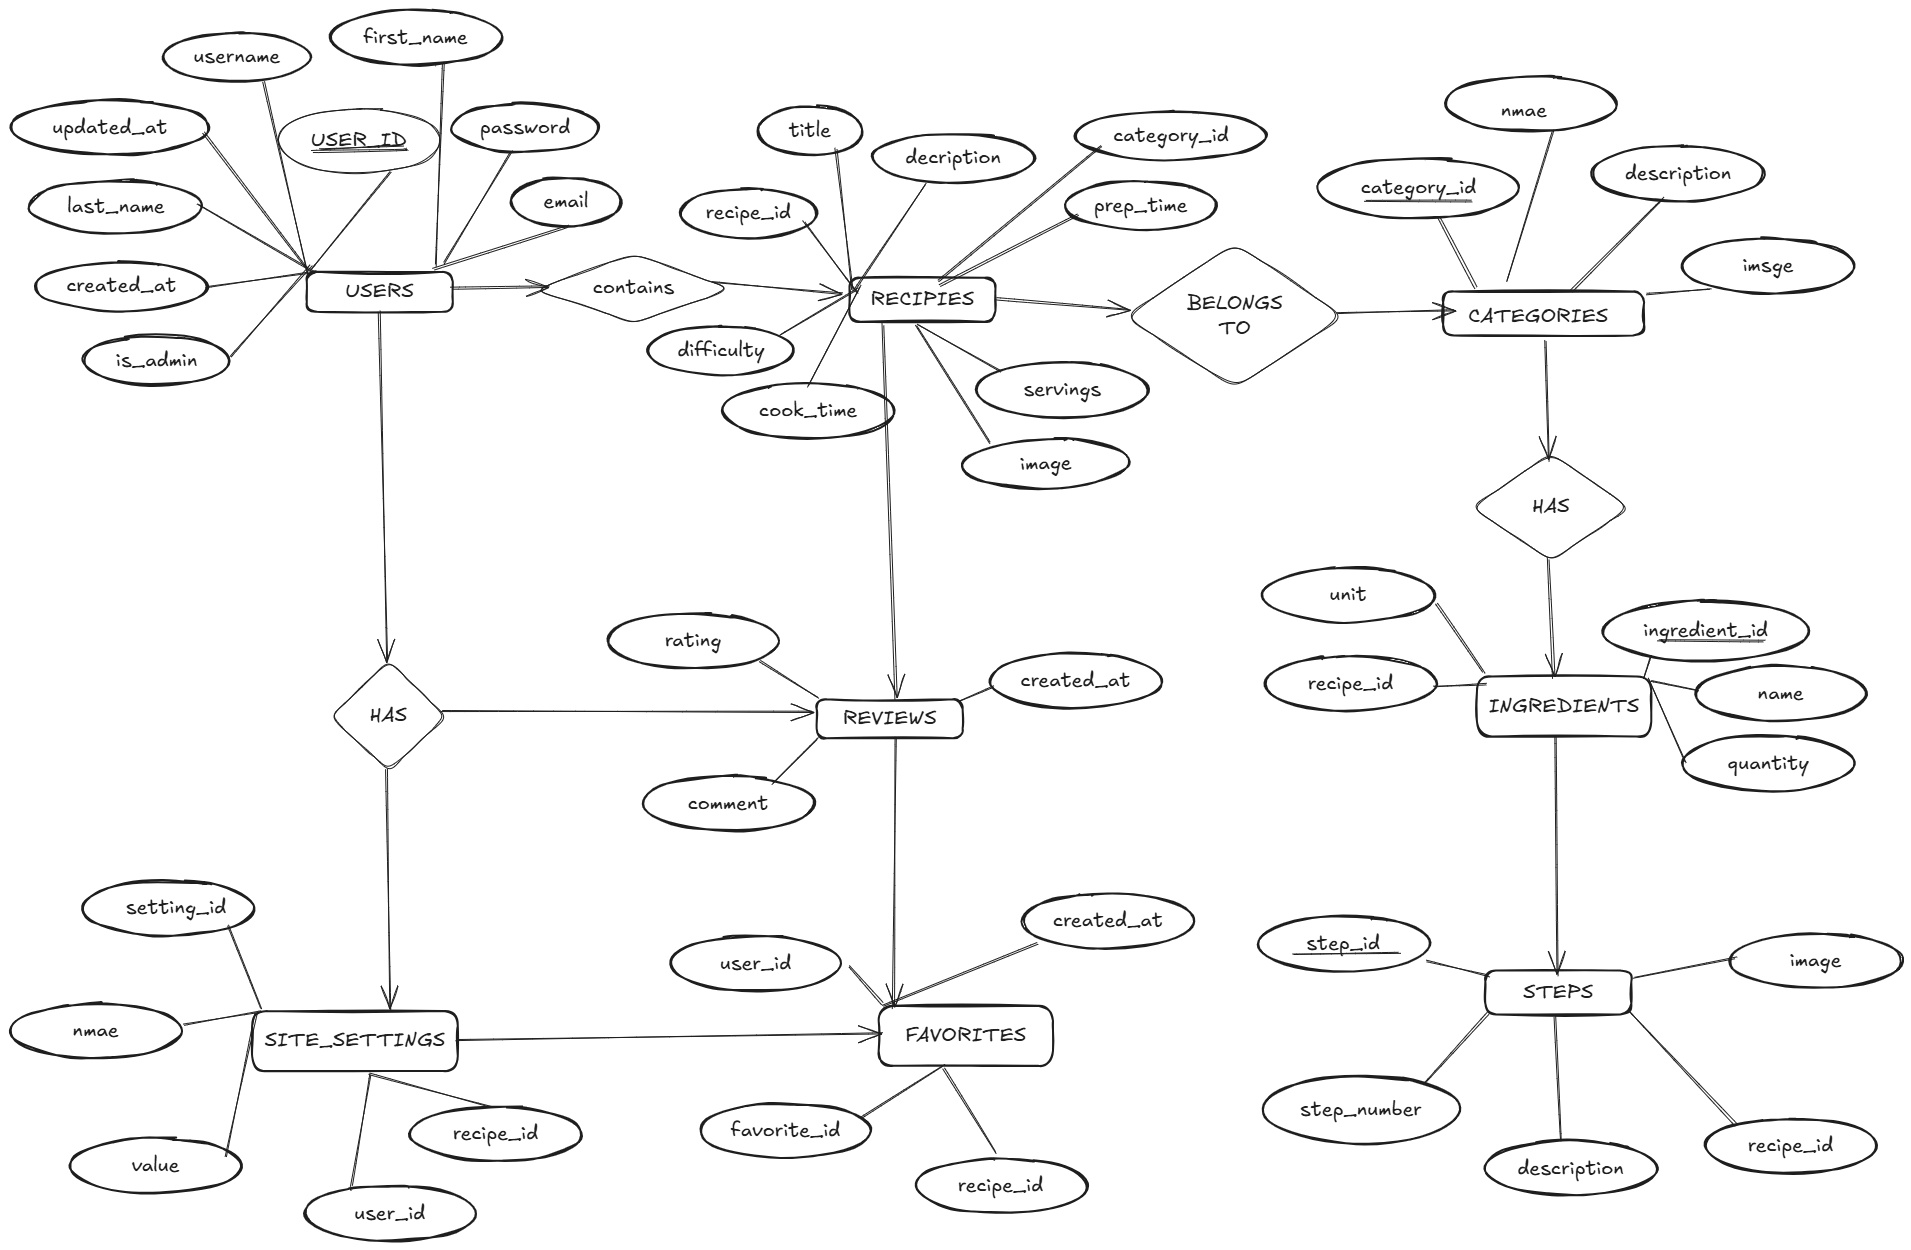 first_name
username
nmae
updated_at
USER_ID
password
title
decription
category_id
category_id
description
last_name
email
recipe_id
prep_time
imsge
created_at
USERS
contains
RECIPIES
BELONGS
TO
CATEGORIES
is_admin
difficulty
cook_time
servings
image
HAS
unit
ingredient_id
rating
created_at
recipe_id
name
HAS
REVIEWS
INGREDIENTS
comment
quantity
setting_id
created_at
user_id
step_id
image
nmae
SITE_SETTINGS
FAVORITES
STEPS
value
recipe_id
favorite_id
step_number
recipe_id
user_id
recipe_id
description